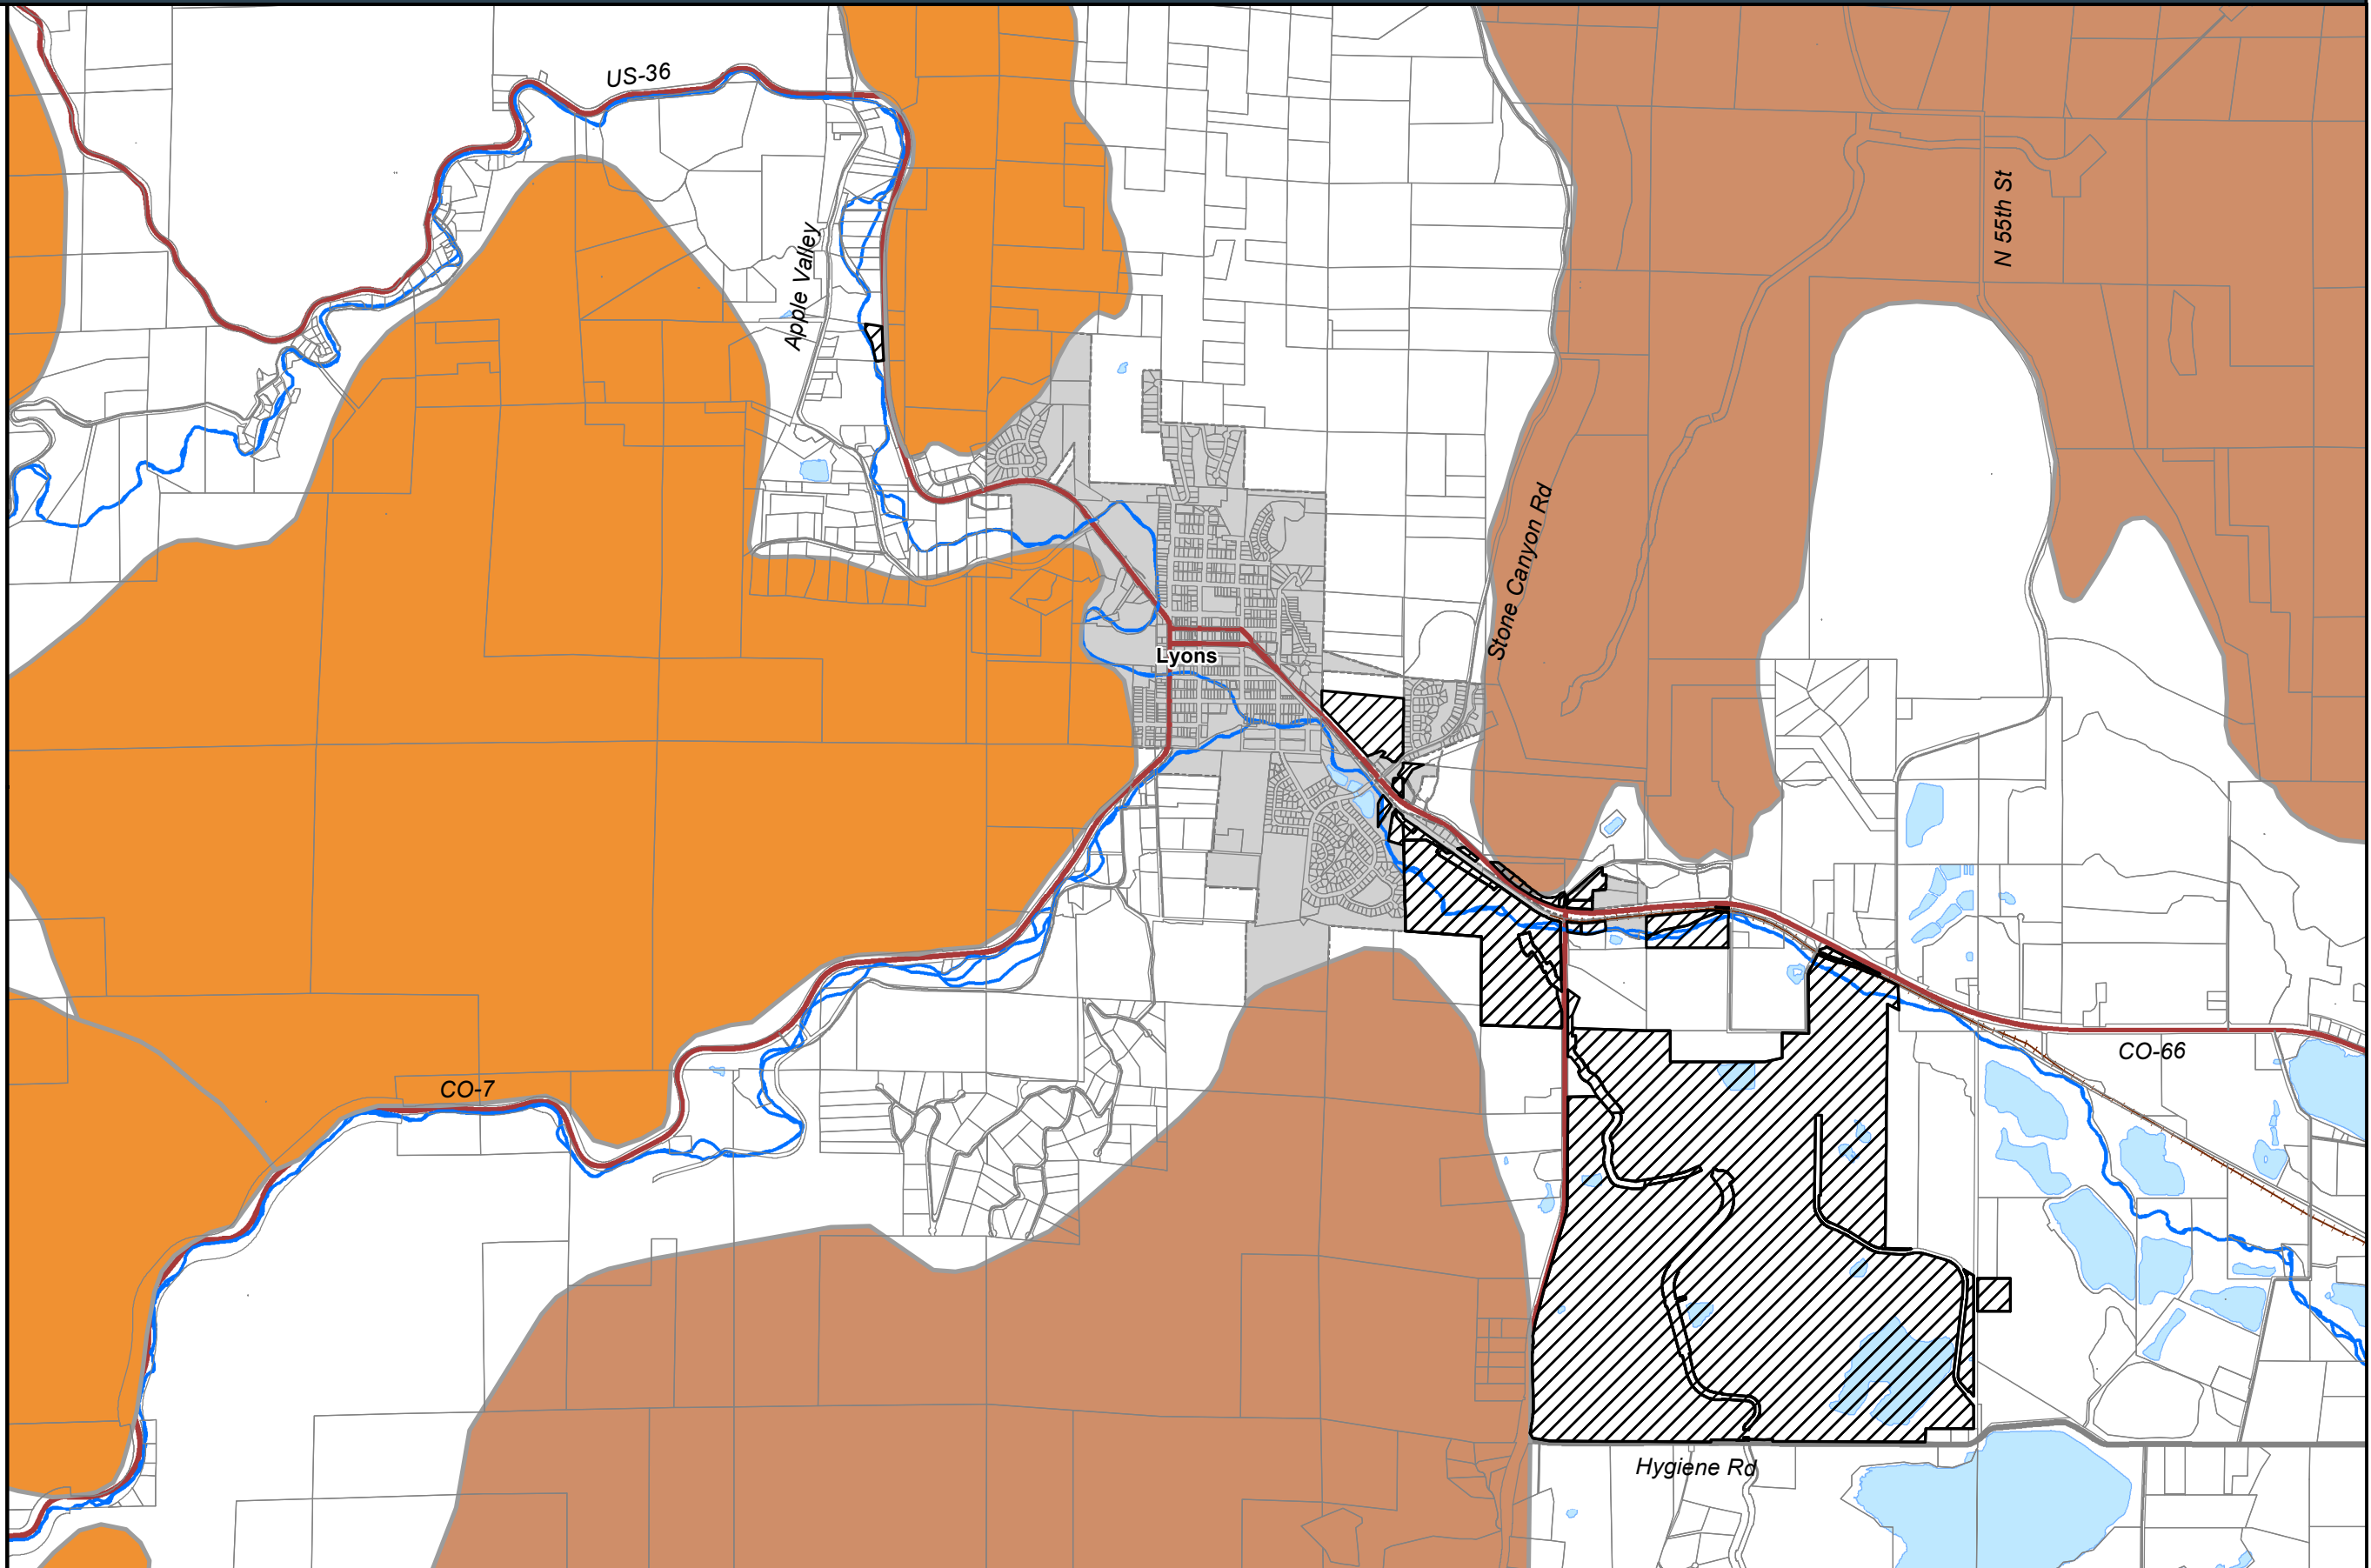 US-36
N 55th St
Apple Valley
Stone Canyon Rd
Lyons
CO-66
CO-7
Hygiene Rd